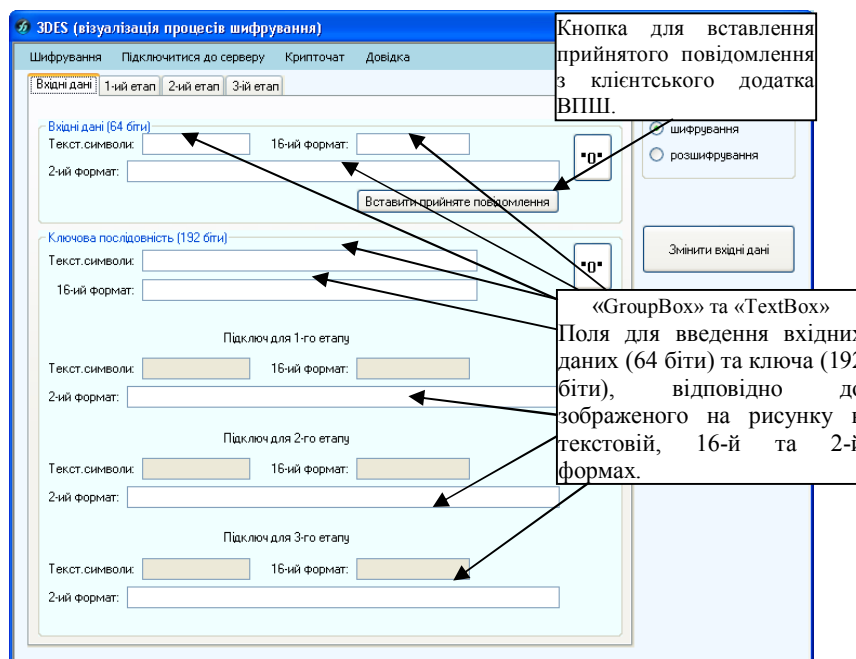 3DES (візуалізація процесів шифрування)
Шифрування Підключитися до серверу Крипточат Довідка
Вхідні дані 1-ий етап 2-ий етап 3-ій етап
Кнопка для вставлення
прийнятого повідомлення
з клієнтського додатка
ВПШ.
Вхідні дані (64 біти)
Текст.символи: 16-ий формат:
"0"
2-ий формат:
Вставити прийняте повідомлення
шифрування
розшифрування
Змінити вхідні дані
Ключова послідовність (192 біти)
Текст.символи:
"0"
16-ий формат:
«GroupBox» та «TextBox»
Поля для введення вхідних
даних (64 біти) та ключа (192
біти), відповідно до
зображеного на рисунку в
текстовій, 16-й та 2-й
формах.
Підключ для 1-го етапу
Текст.символи: 16-ий формат:
2-ий формат:
Підключ для 2-го етапу
Текст.символи: 16-ий формат:
2-ий формат:
Підключ для 3-го етапу
Текст.символи: 16-ий формат:
2-ий формат: